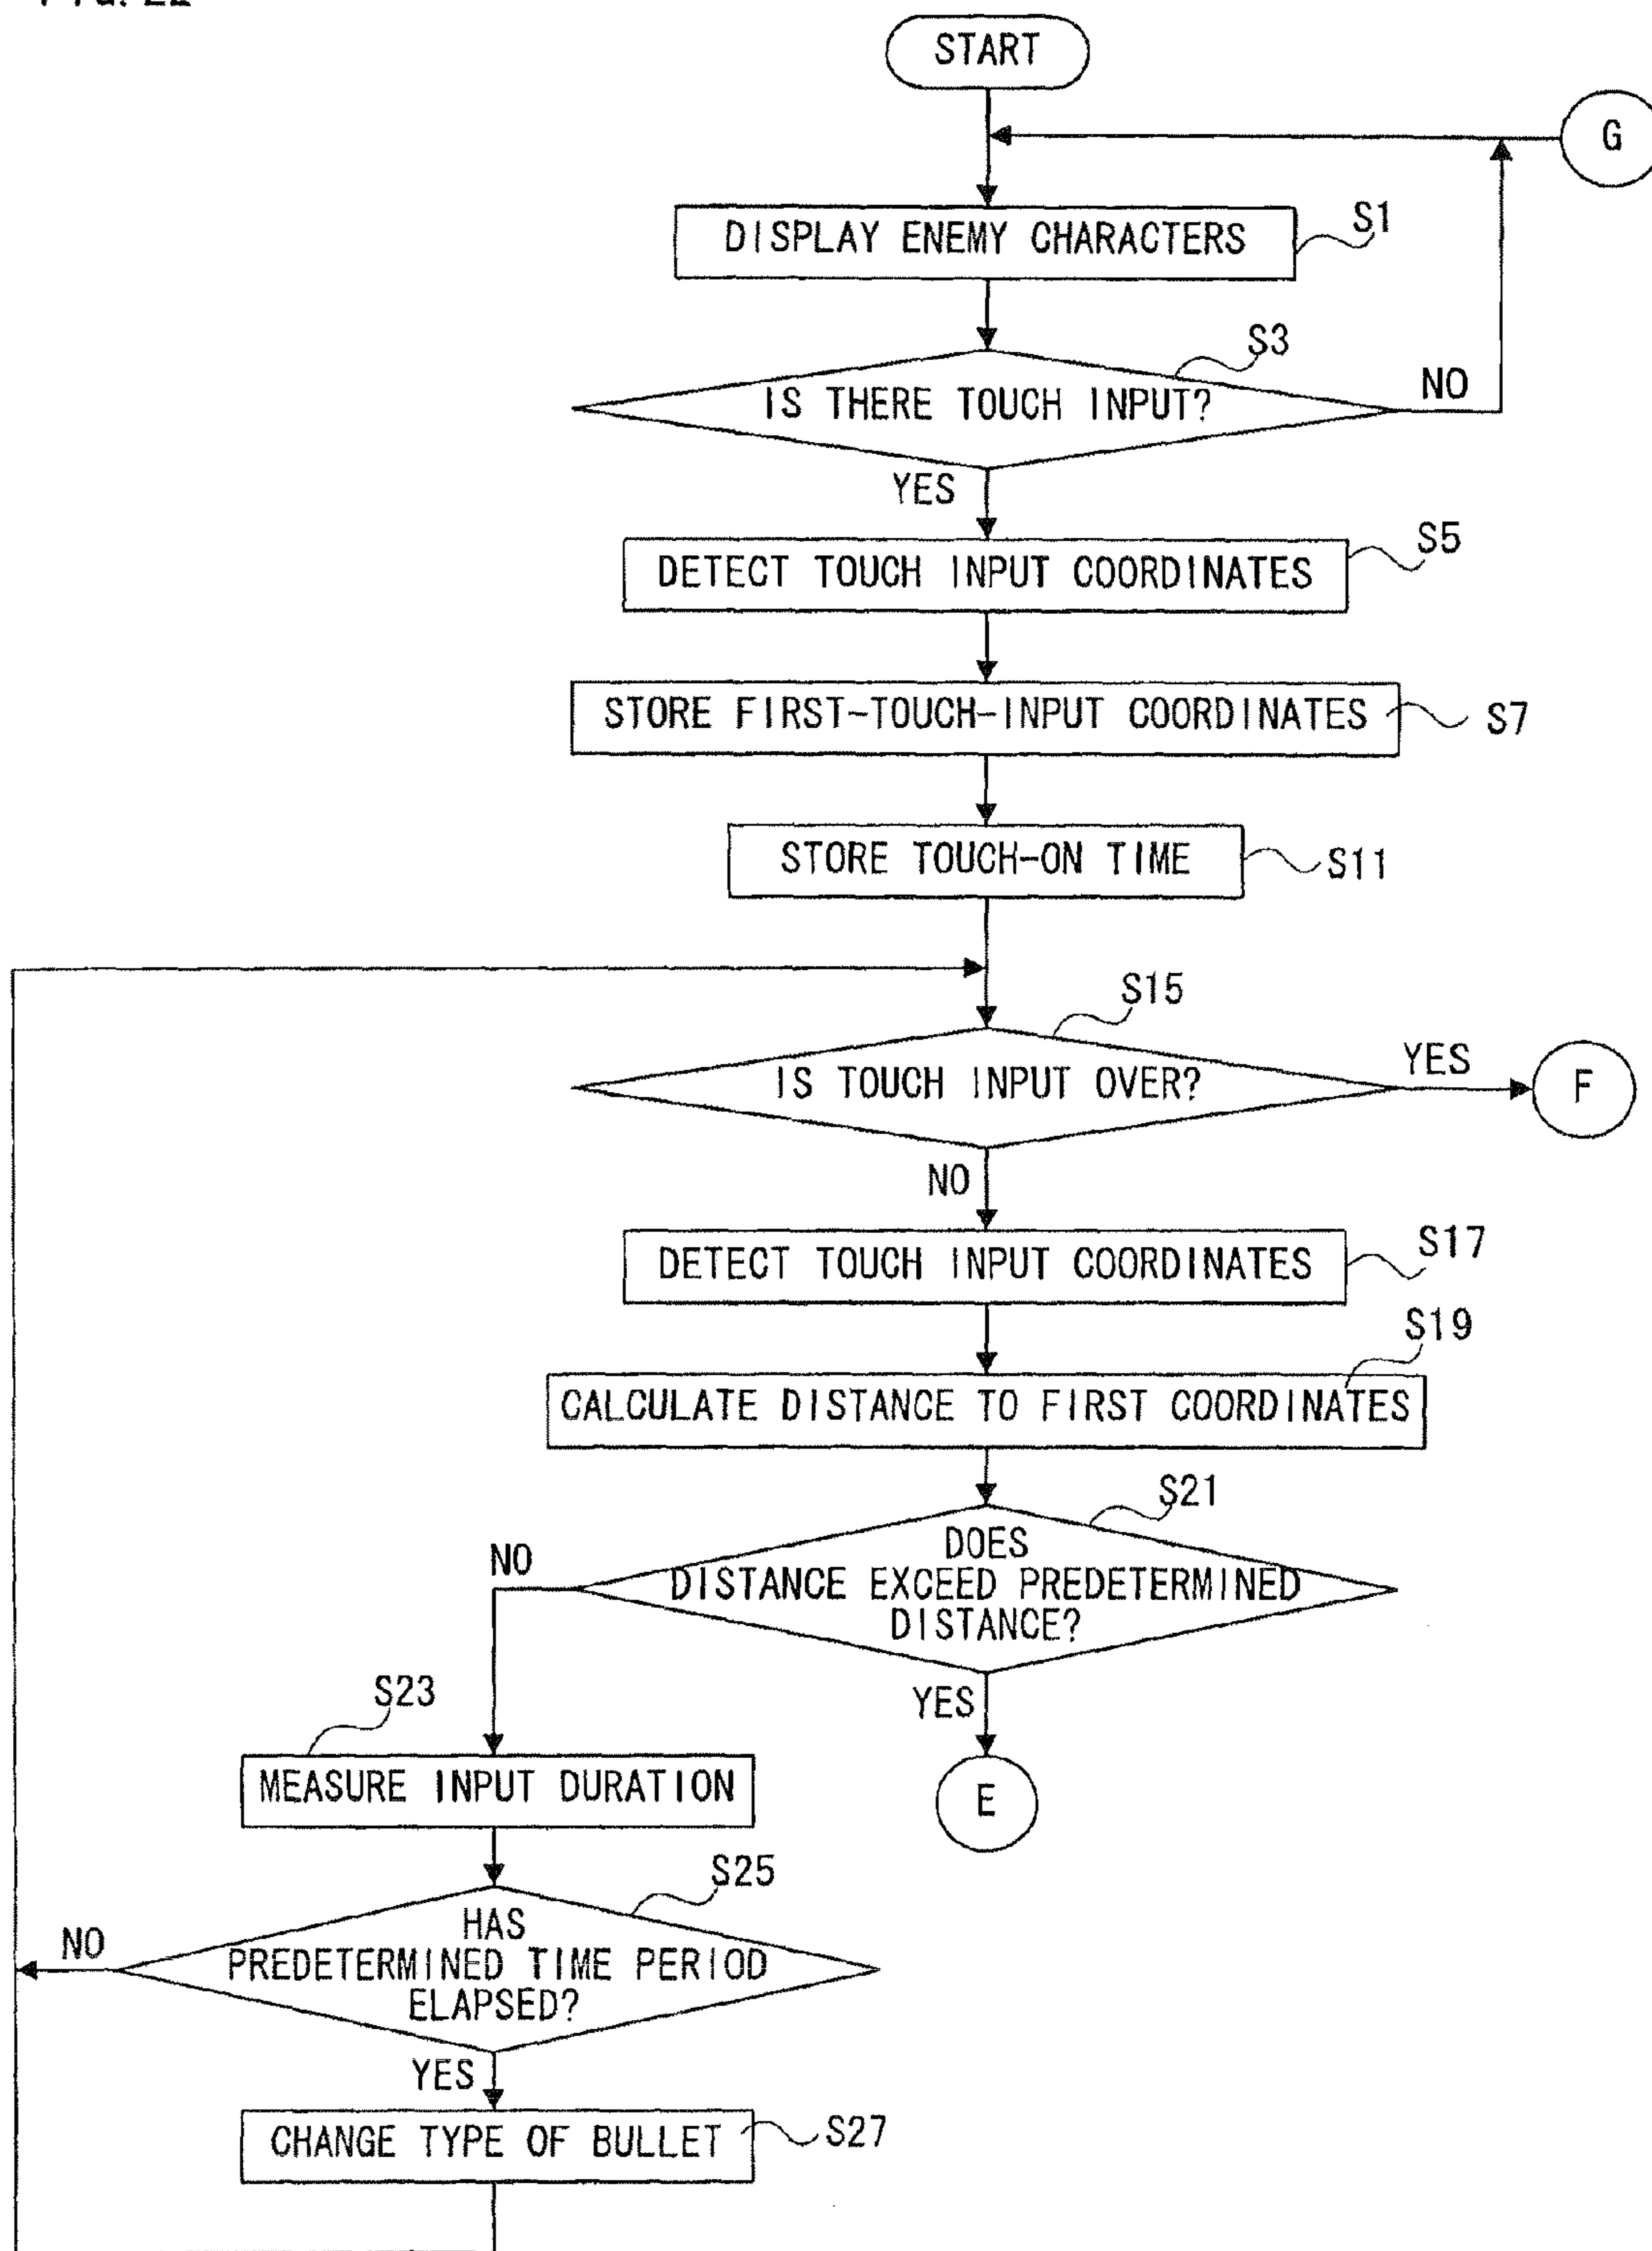 START
G
DISPLAY ENEMY CHARACTERS
S1
S3
IS THERE TOUCH INPUT?
NO
YES
S5
DETECT TOUCH INPUT COORDINATES
STORE FIRST-TOUCH-INPUT COORDINATES
S7
STORE TOUCH-ON TIME
S11
S15
IS TOUCH INPUT OVER?
YES
F
NO
DETECT TOUCH INPUT COORDINATES
S17
S19
CALCULATE DISTANCE TO FIRST COORDINATES
S21
DOES
DISTANCE EXCEED PREDETERMINED
DISTANCE?
NO
YES
E
S23
MEASURE INPUT DURATION
S25
HAS
PREDETERMINED TIME PERIOD
ELAPSED?
NO
YES
CHANGE TYPE OF BULLET
S27